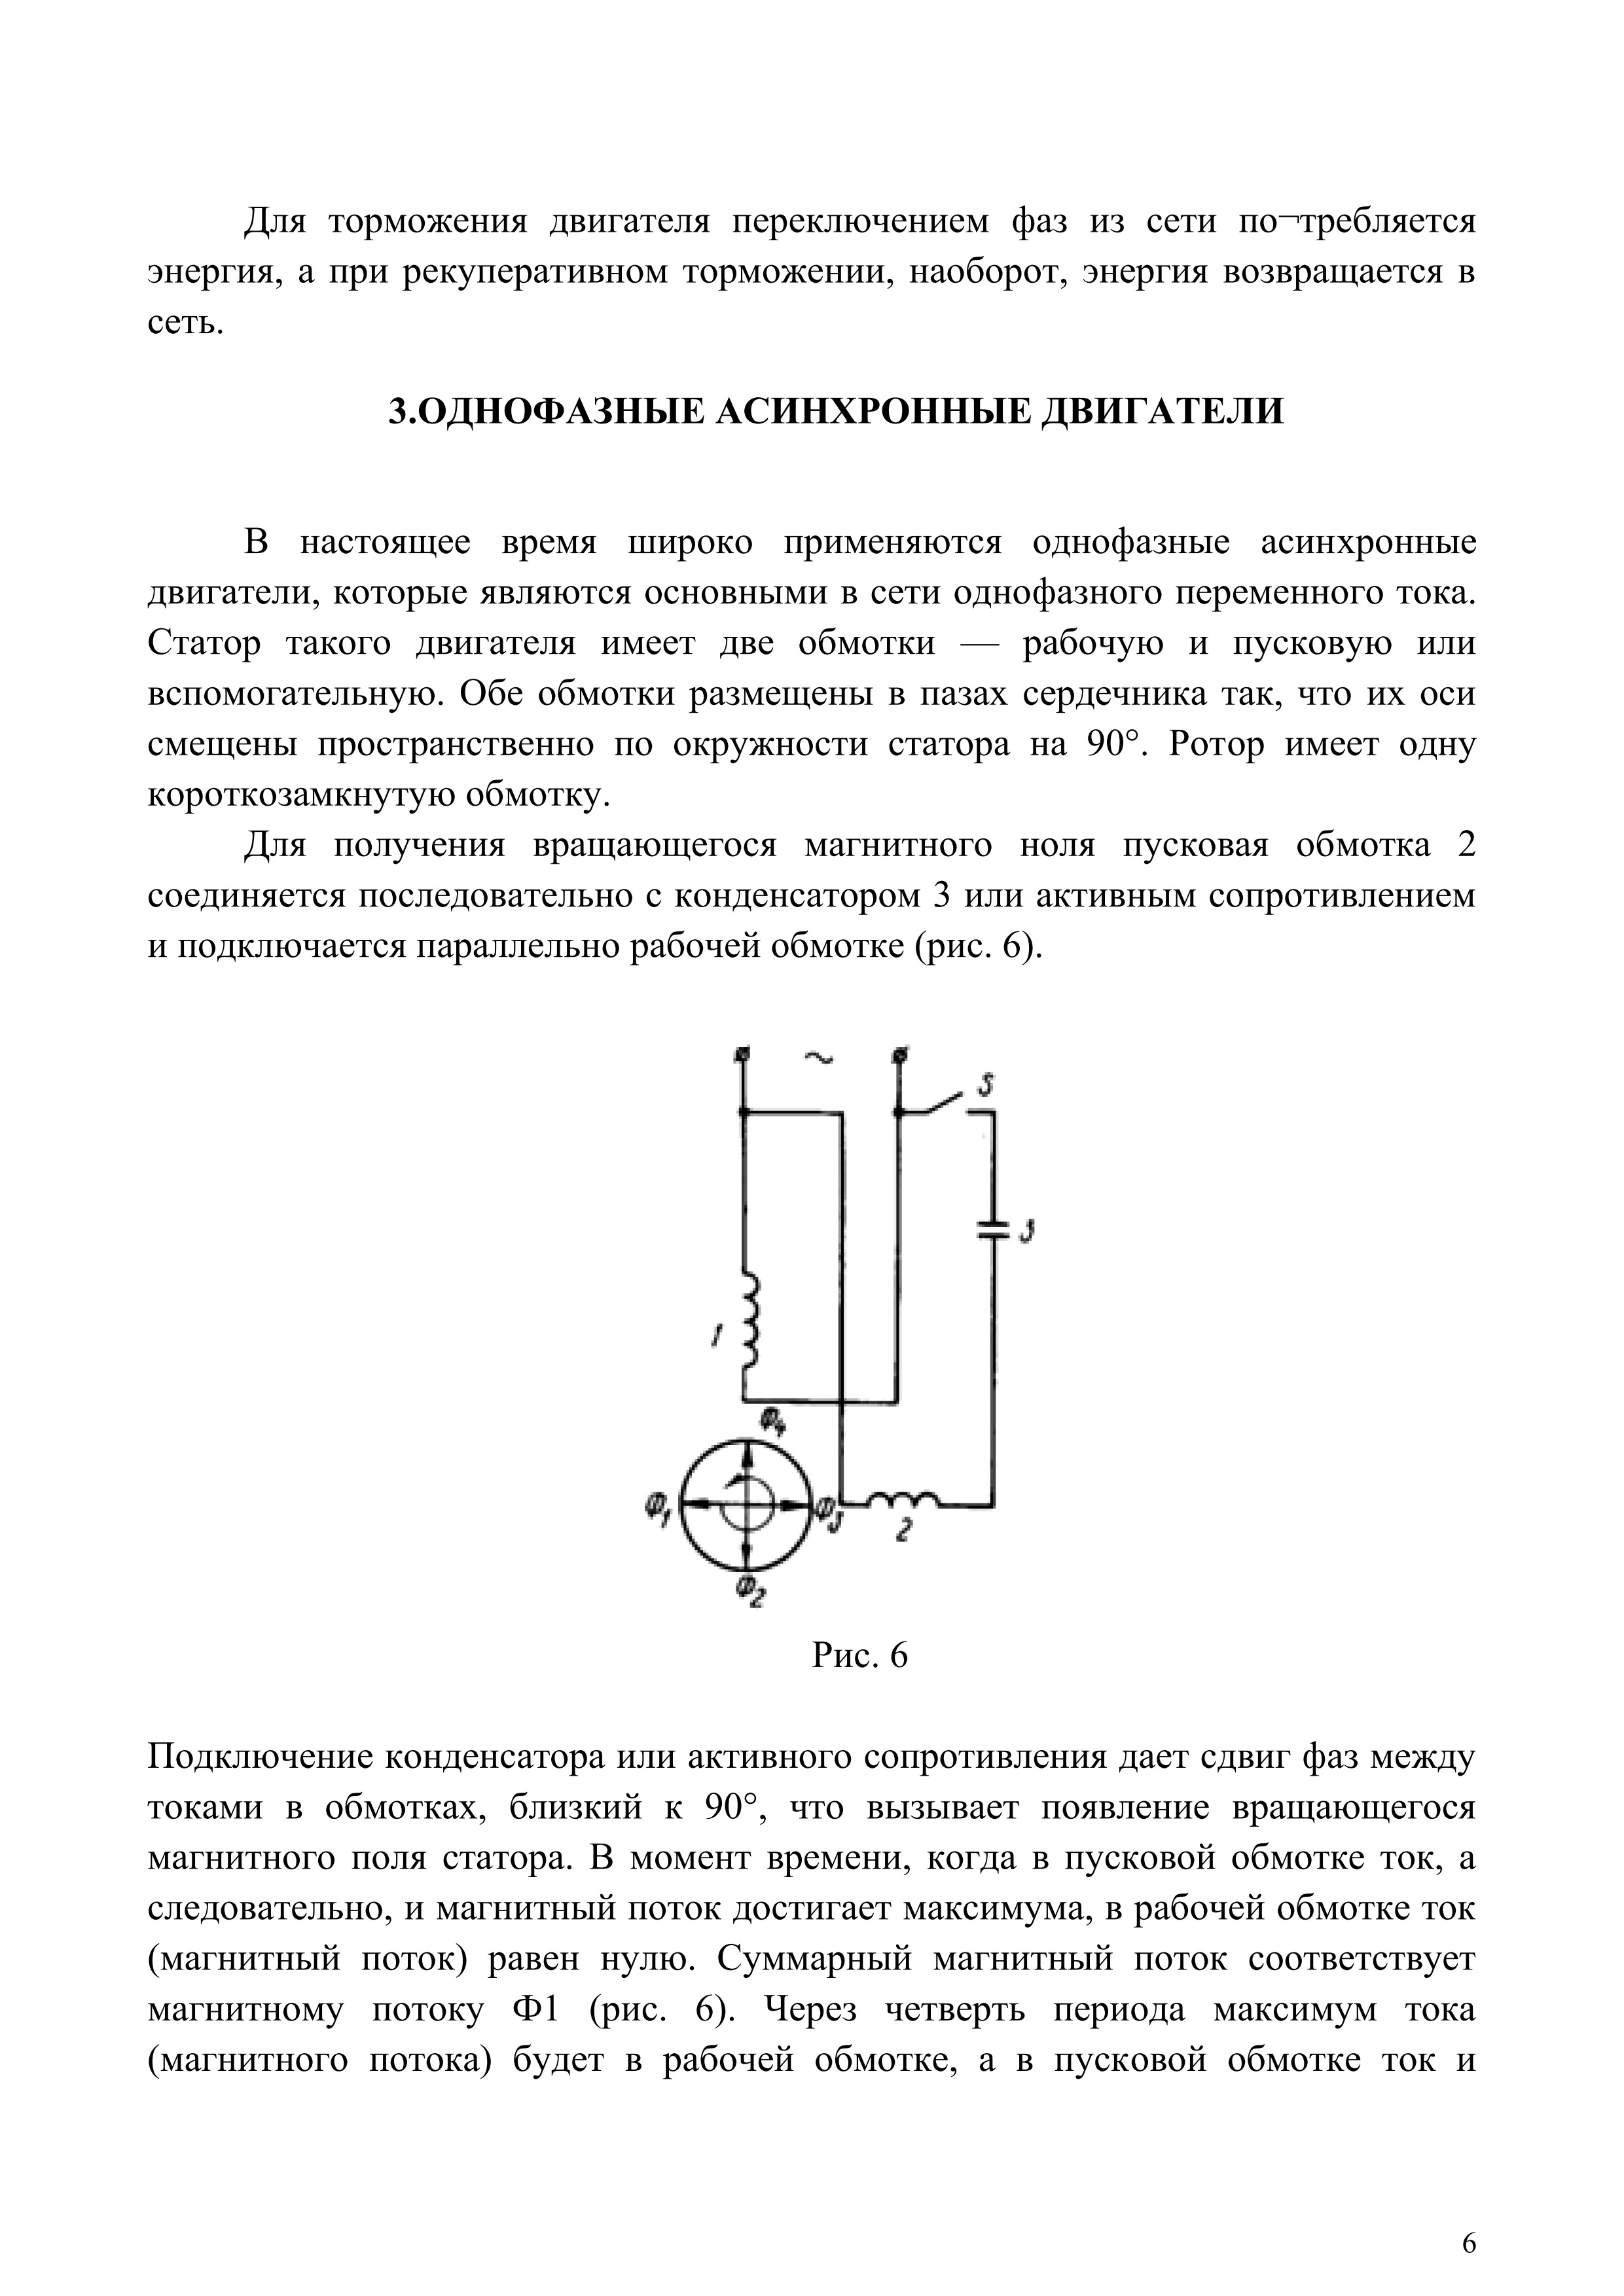 Для торможения двигателя переключением фаз из сети по¬требляется
энергия, а при рекуперативном торможении, наоборот, энергия возвращается в
сеть.
3.ОДНОФАЗНЫЕ АСИНХРОННЫЕ ДВИГАТЕЛИ
В настоящее время широко применяются однофазные асинхронные
двигатели, которые являются основными в сети однофазного переменного тока.
Статор такого двигателя имеет две обмотки — рабочую и пусковую или
вспомогательную. Обе обмотки размещены в пазах сердечника так, что их оси
смещены пространственно по окружности статора на 90°. Ротор имеет одну
короткозамкнутую обмотку.
Для получения вращающегося магнитного ноля пусковая обмотка 2
соединяется последовательно с конденсатором 3 или активным сопротивлением
и подключается параллельно рабочей обмотке (рис. 6).
~
5
3
1
Ф4
Ф1
Ф3
2
Ф2
Рис. 6
Подключение конденсатора или активного сопротивления дает сдвиг фаз между
токами в обмотках, близкий к 90°, что вызывает появление вращающегося
магнитного поля статора. В момент времени, когда в пусковой обмотке ток, а
следовательно, и магнитный поток достигает максимума, в рабочей обмотке ток
(магнитный поток) равен нулю. Суммарный магнитный поток соответствует
магнитному потоку Ф1 (рис. 6). Через четверть периода максимум тока
(магнитного потока) будет в рабочей обмотке, а в пусковой обмотке ток и
6